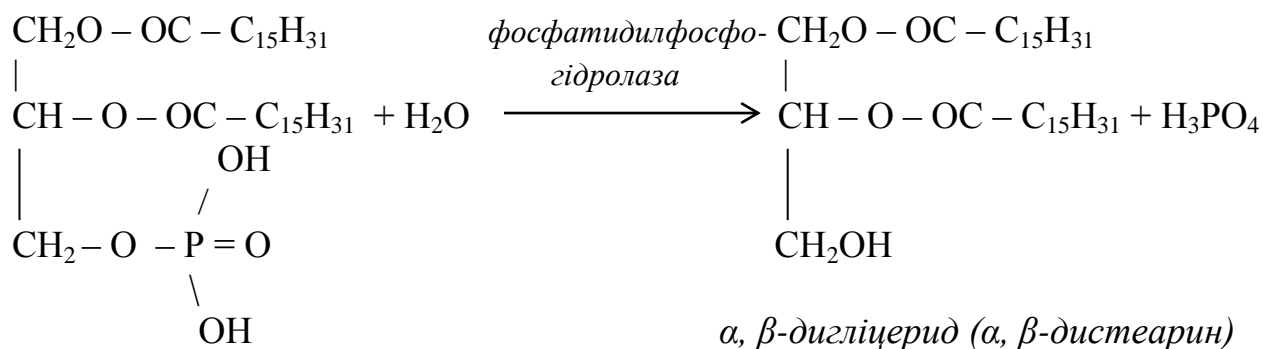 CH₂O – OC – C₁₅H₃₁ фосфатидилфосфо- CH₂O – OC – C₁₅H₃₁
| гідролаза |
CH – O – OC – C₁₅H₃₁ + H₂O ⟶ CH – O – OC – C₁₅H₃₁ + H₃PO₄
OH
| / |
CH₂ – O – P = O CH₂OH
\
OH α, β-дигліцерид (α, β-дистеарин)